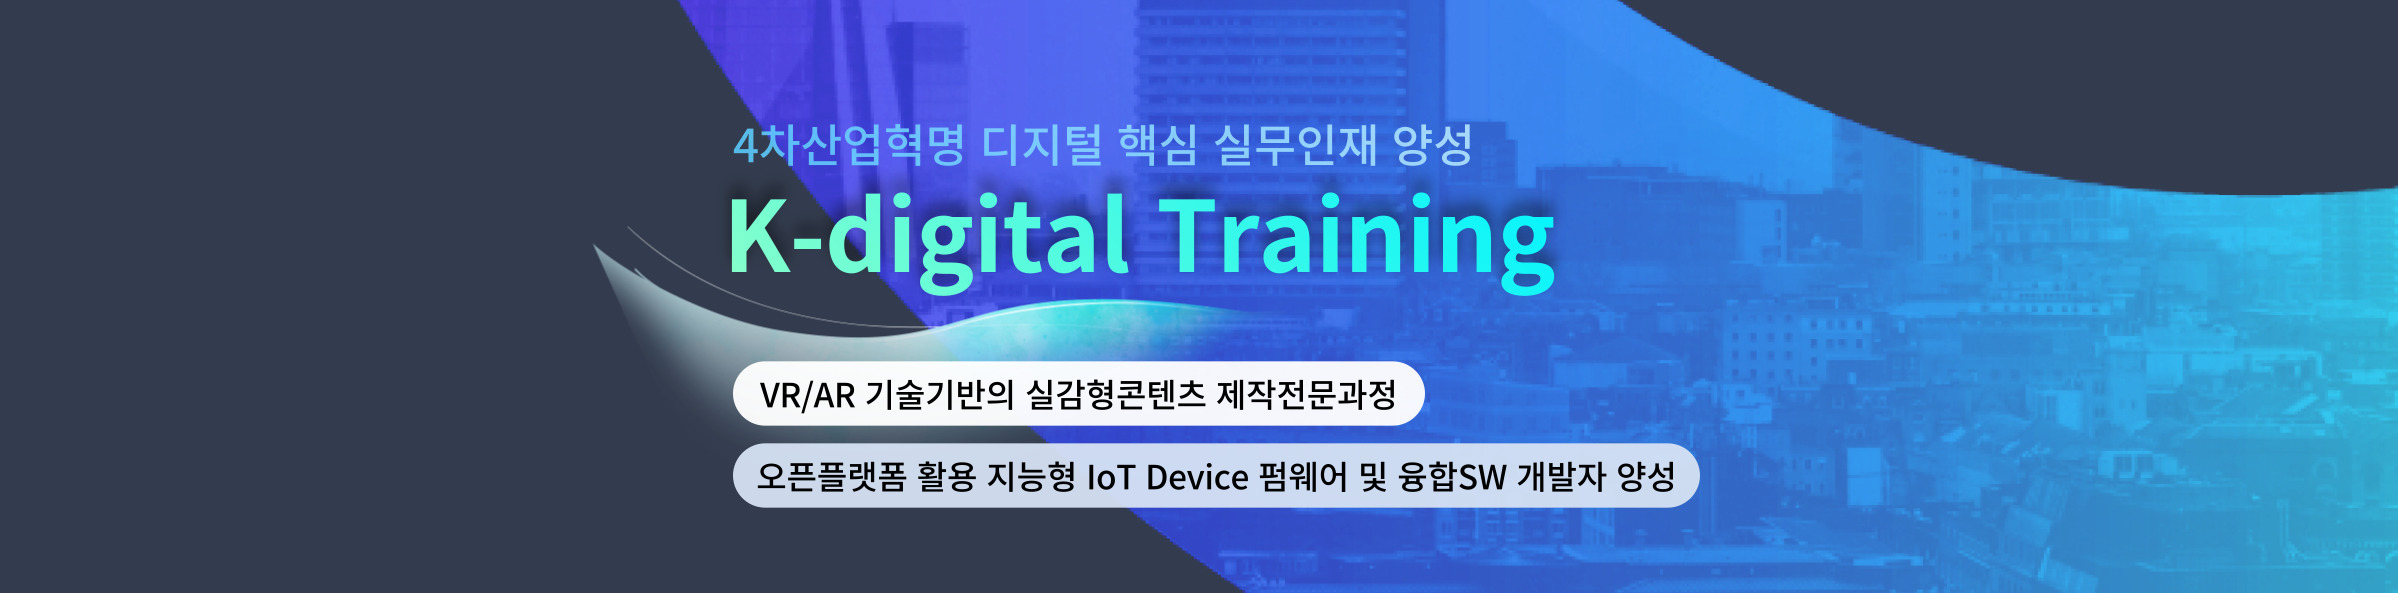 4차산업혁명 디지털 핵심 실무인재 양성
K-digital Training
VR/AR 기술기반의 실감형콘텐츠 제작전문과정
오픈플랫폼 활용 지능형 IoT Device 펌웨어 및 융합SW 개발자 양성